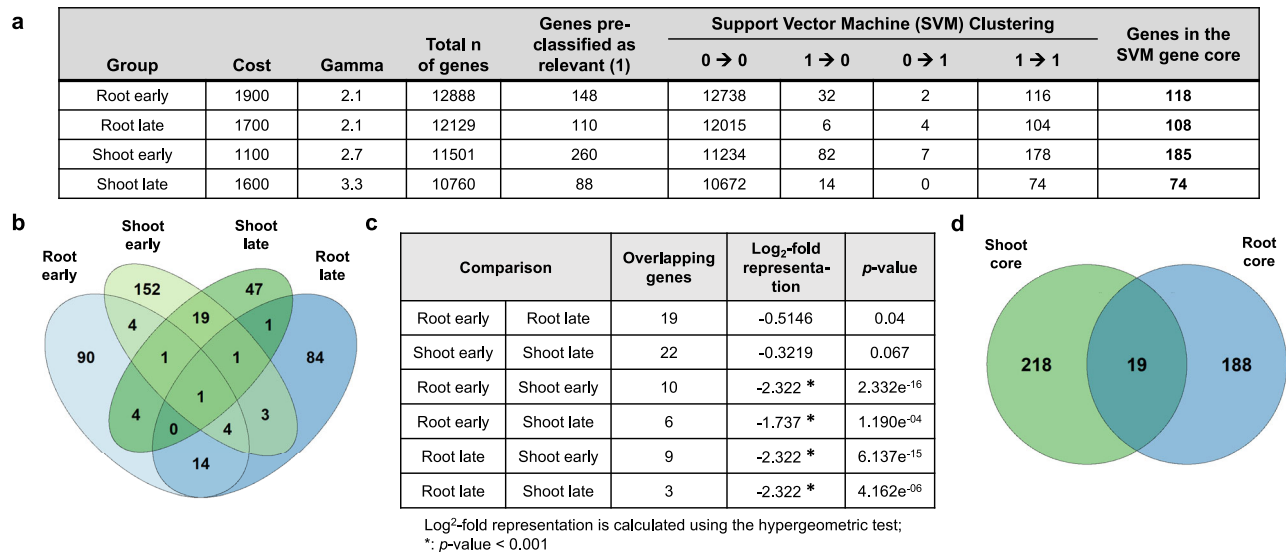 a
Group Cost Gamma Total n of genes Genes pre-classified as relevant (1) Support Vector Machine (SVM) Clustering Genes in the SVM gene core
0 → 0 1 → 0 0 → 1 1 → 1
Root early 1900 2.1 12888 148 12738 32 2 116 118
Root late 1700 2.1 12129 110 12015 6 4 104 108
Shoot early 1100 2.7 11501 260 11234 82 7 178 185
Shoot late 1600 3.3 10760 88 10672 14 0 74 74
b
Root early
Shoot early
Shoot late
Root late
152
47
4
19
1
90
1
1
84
1
4
0
4
3
14
c
Comparison Overlapping genes Log2-fold representa-tion p-value
Root early Root late 19 -0.5146 0.04
Shoot early Shoot late 22 -0.3219 0.067
Root early Shoot early 10 -2.322 * 2.332e-16
Root early Shoot late 6 -1.737 * 1.190e-04
Root late Shoot early 9 -2.322 * 6.137e-15
Root late Shoot late 3 -2.322 * 4.162e-06
Log2-fold representation is calculated using the hypergeometric test;
*: p-value < 0.001
d
Shoot core
Root core
218 19 188